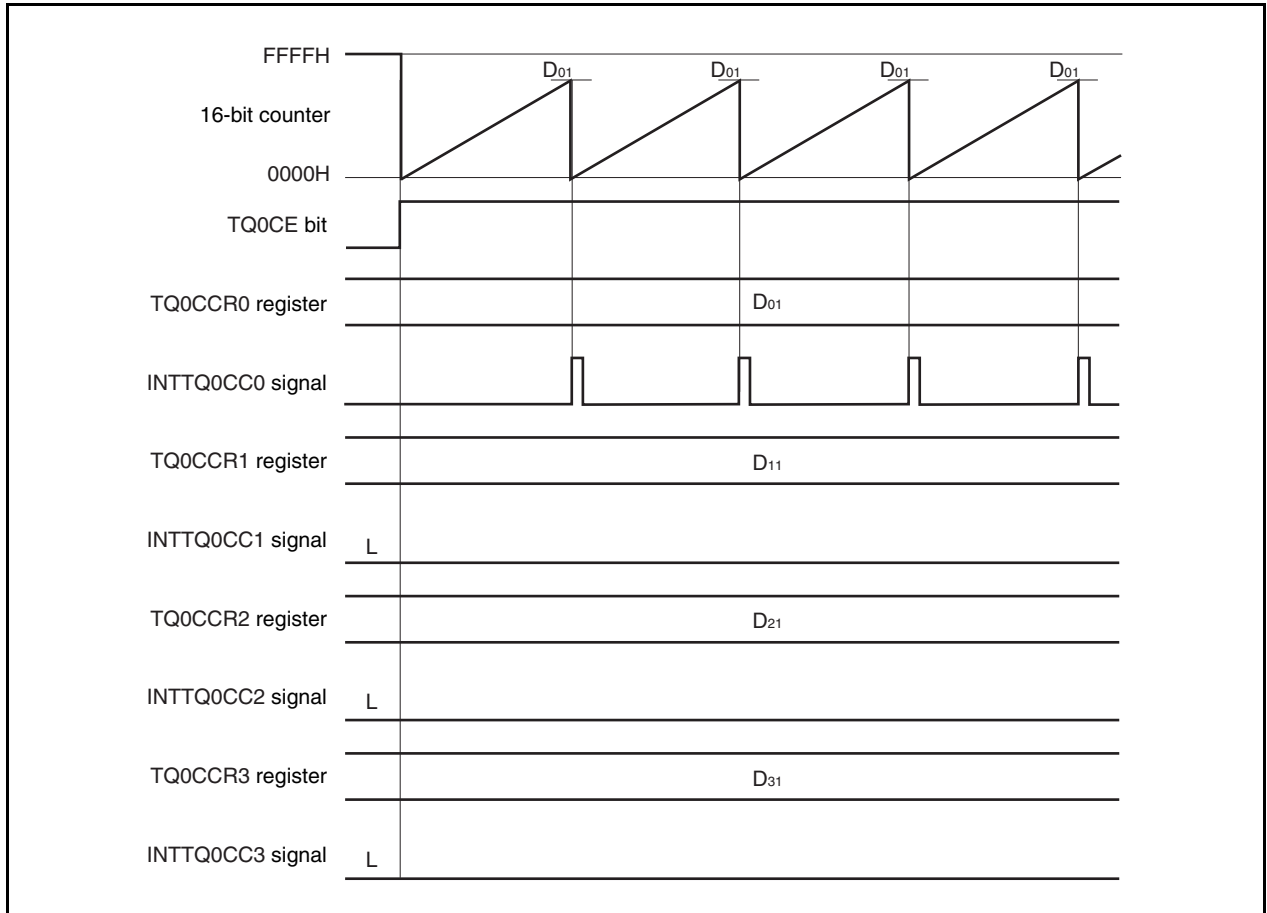 FFFFH
D01 D01 D01 D01
16-bit counter
0000H
TQ0CE bit
TQ0CCR0 register D01
INTTQ0CC0 signal
TQ0CCR1 register D11
INTTQ0CC1 signal L
TQ0CCR2 register D21
INTTQ0CC2 signal L
TQ0CCR3 register D31
INTTQ0CC3 signal L